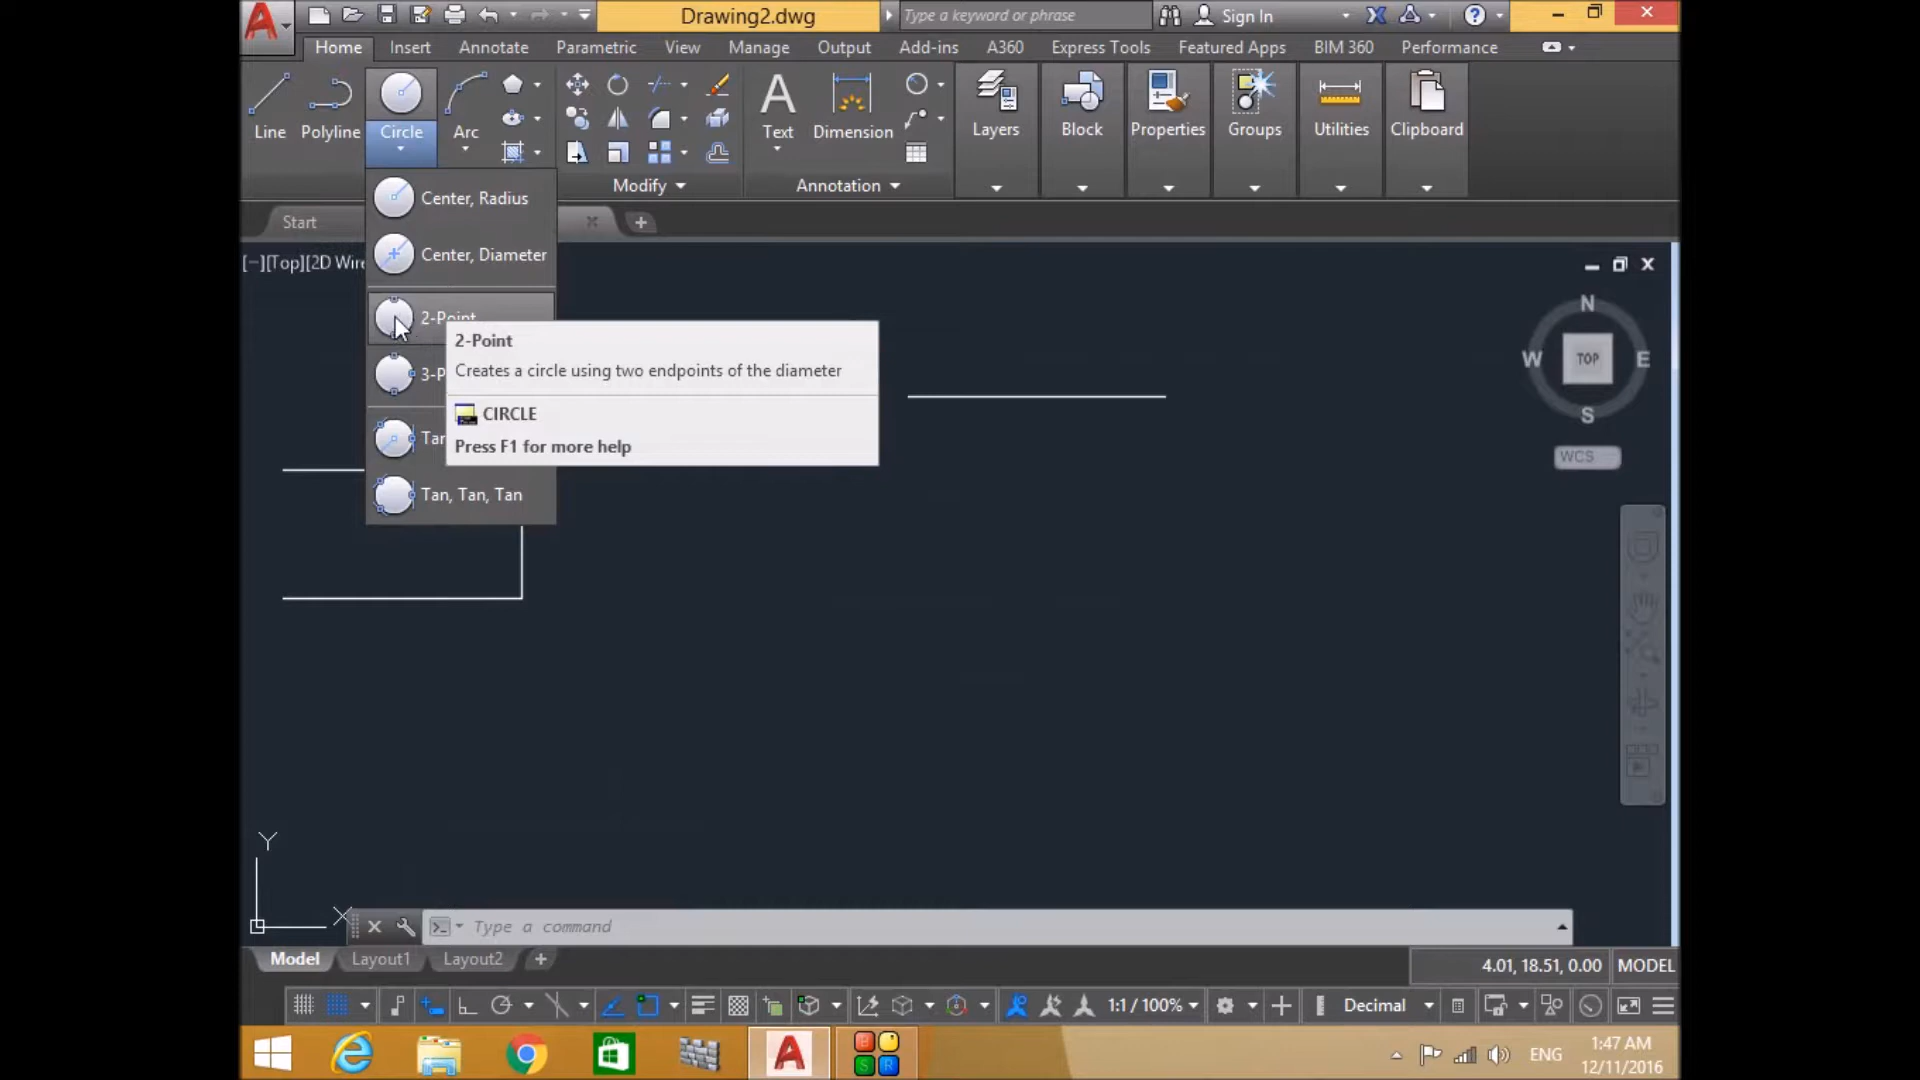 Drawing2.dwg
Type a keyword or phrase
Sign In
Home Insert Annotate Parametric View Manage Output Add-ins A360 Express Tools Featured Apps BIM 360 Performance
Line Polyline Circle Arc Text Dimension Layers Block Properties Groups Utilities Clipboard
Modify Annotation
Start
[−][Top][2D Wire
Center, Radius
Center, Diameter
2-Point
3-P
Tan
Tan, Tan, Tan
2-Point
Creates a circle using two endpoints of the diameter
CIRCLE
Press F1 for more help
N
W TOP E
S
WCS
Y
X
Type a command
Model Layout1 Layout2
4.01, 18.51, 0.00 MODEL
1:1 / 100% Decimal
ENG
1:47 AM
12/11/2016